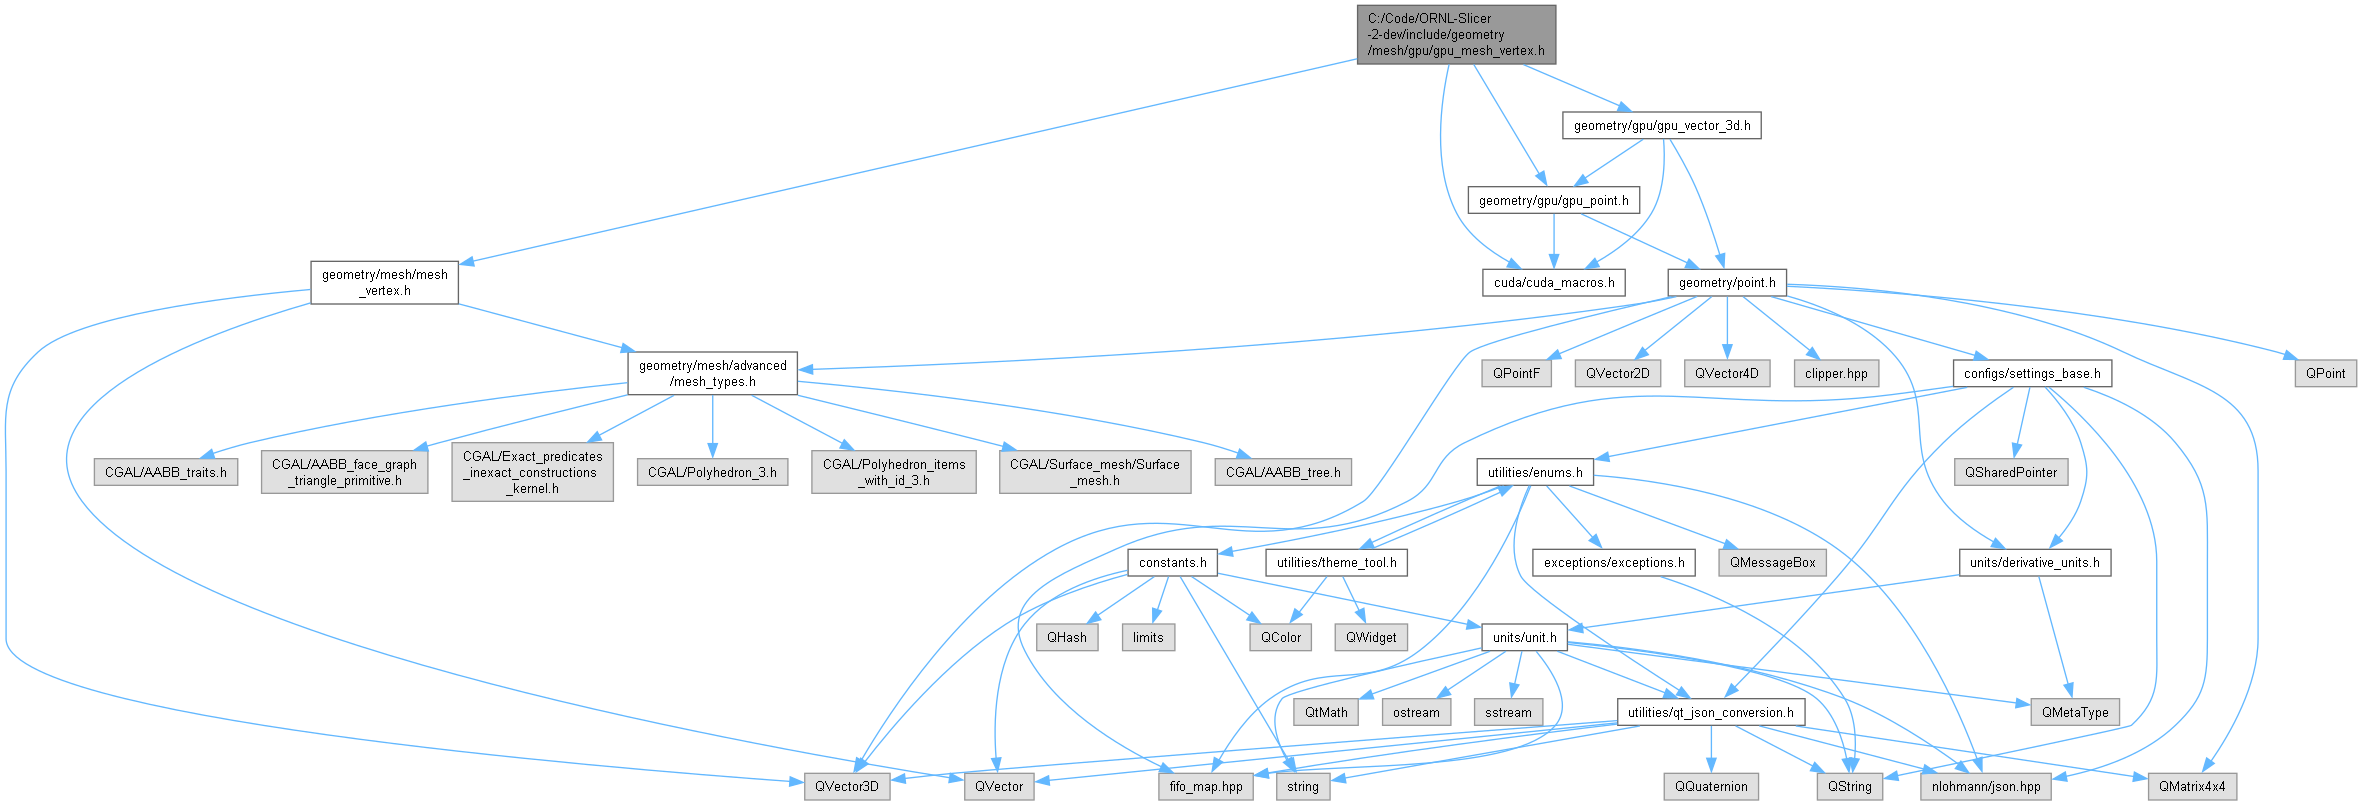 C:/Code/ORNL-Slicer
-2-dev/include/geometry
/mesh/gpu/gpu_mesh_vertex.h
geometry/gpu/gpu_vector_3d.h
geometry/gpu/gpu_point.h
geometry/mesh/mesh
_vertex.h
cuda/cuda_macros.h
geometry/point.h
geometry/mesh/advanced
/mesh_types.h
QPointF
QVector2D
QVector4D
clipper.hpp
configs/settings_base.h
QPoint
CGAL/AABB_traits.h
CGAL/AABB_face_graph
_triangle_primitive.h
CGAL/Exact_predicates
_inexact_constructions
_kernel.h
CGAL/Polyhedron_3.h
CGAL/Polyhedron_items
_with_id_3.h
CGAL/Surface_mesh/Surface
_mesh.h
CGAL/AABB_tree.h
utilities/enums.h
QSharedPointer
constants.h
utilities/theme_tool.h
exceptions/exceptions.h
QMessageBox
units/derivative_units.h
QHash
limits
QColor
QWidget
units/unit.h
QtMath
ostream
sstream
utilities/qt_json_conversion.h
QMetaType
QVector3D
QVector
fifo_map.hpp
string
QQuaternion
QString
nlohmann/json.hpp
QMatrix4x4